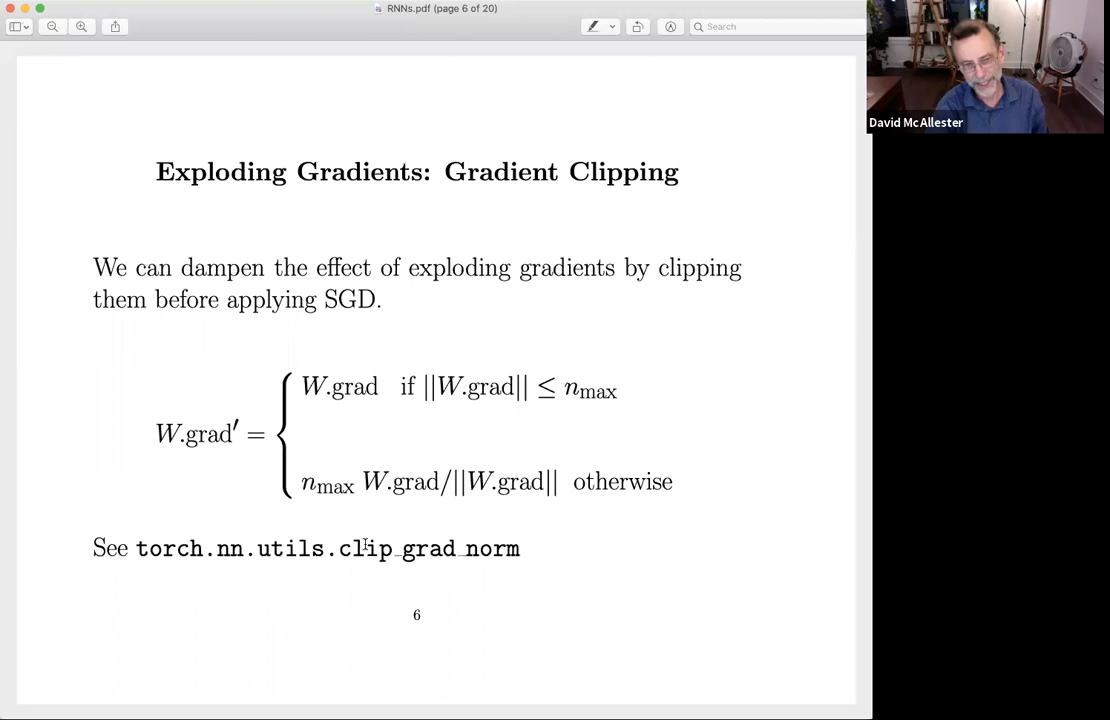 RNNs.pdf (page 6 of 20)
Search
David McAllester
Exploding Gradients: Gradient Clipping
We can dampen the effect of exploding gradients by clipping
them before applying SGD.
W.grad if ||W.grad|| ≤ n_max
W.grad′ =
n_max W.grad/||W.grad|| otherwise
See torch.nn.utils.clip_grad_norm
6